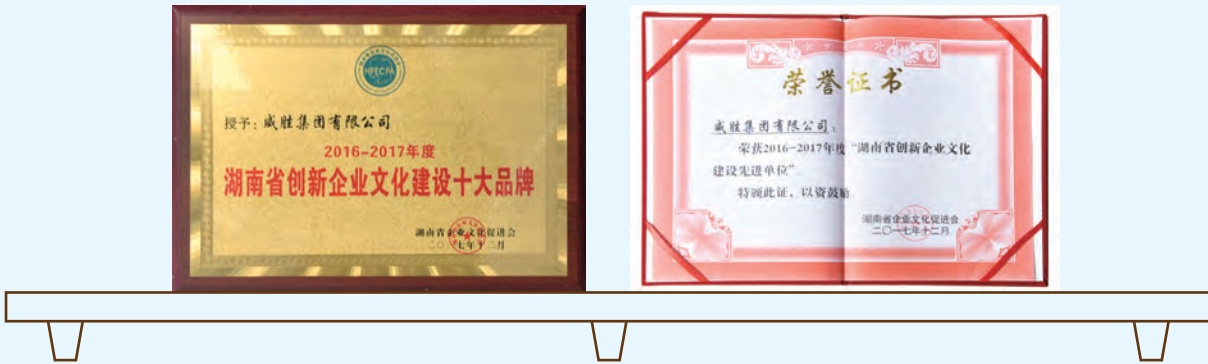 HPECPA
授予：威胜集团有限公司
2016-2017年度
湖南省创新企业文化建设十大品牌
湖南省企业文化促进会
二〇一七年十二月
荣誉证书
威胜集团有限公司：
荣获2016-2017年度“湖南省创新企业文化
建设先进单位”
特颁此证，以资鼓励
湖南省企业文化促进会
二〇一七年十二月